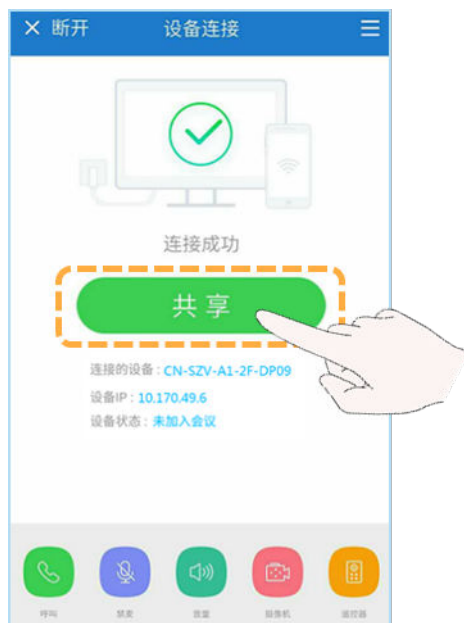 × 断开 设备连接
连接成功
共享
连接的设备：CN-SZV-A1-2F-DP09
设备IP：10.170.49.6
设备状态：未加入会议
呼叫 禁麦 音量 摄像机 遥控器